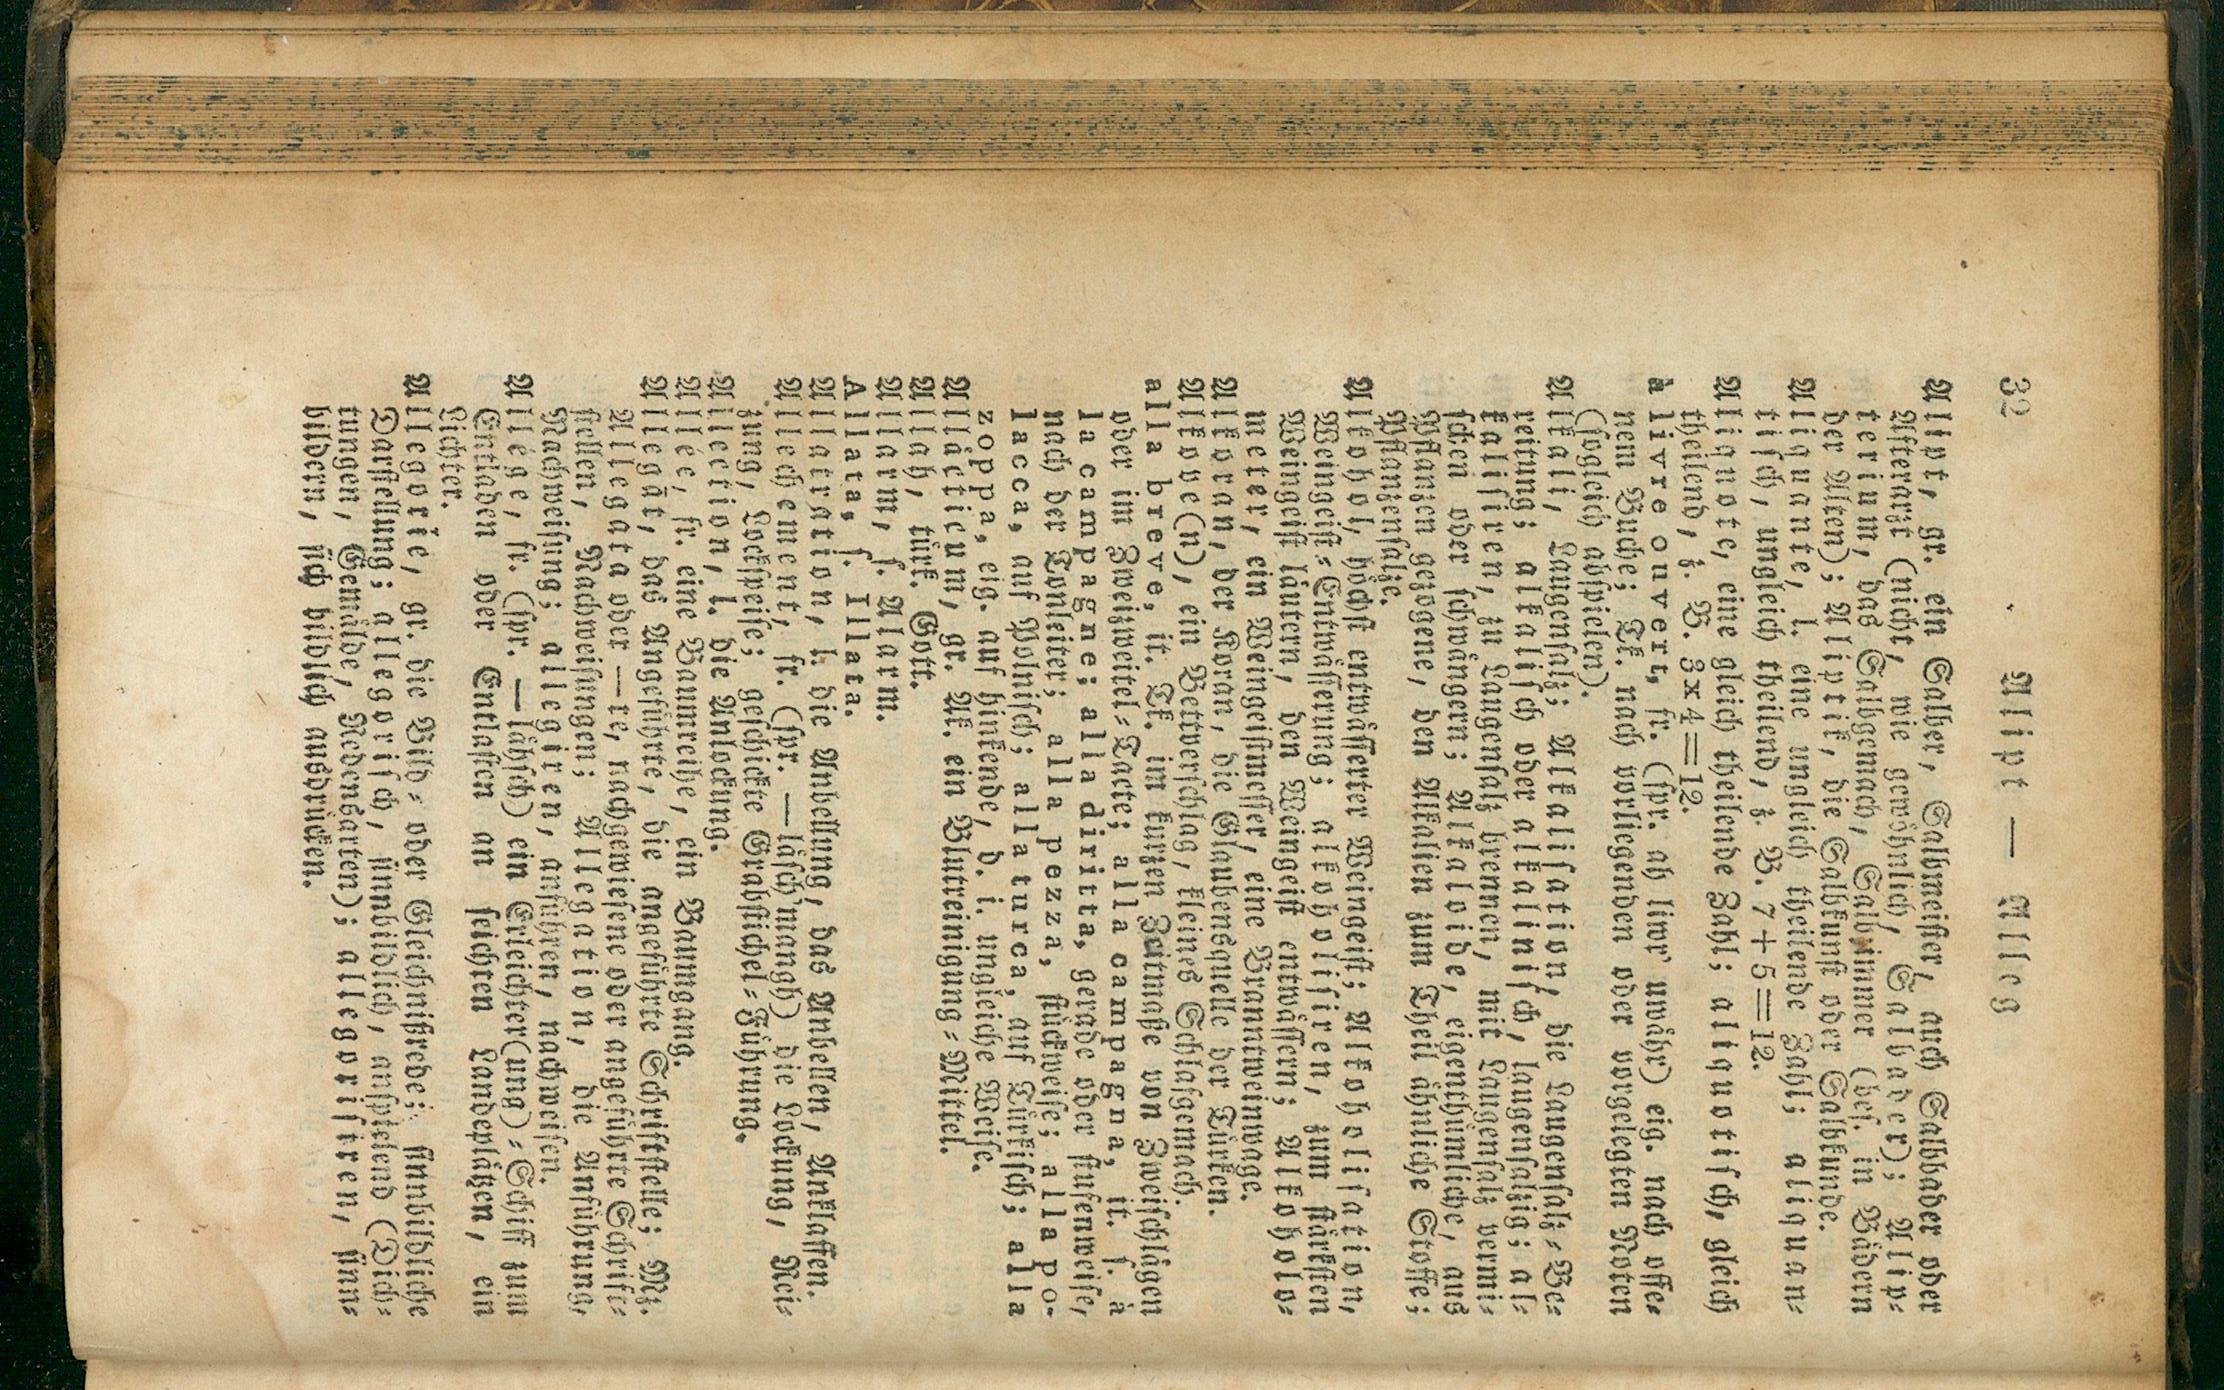 32 Alipt — Alleg
Alipt, gr. ein Salber, Salbmeister, auch Salbbader oder
Afterarzt (nicht, wie gewöhnlich, Salbader); Alip-
terium, das Salbgemach, Salbzimmer (bes. in Bädern
der Alten); Aliptik, die Salbkunst oder Salbkunde.
Aliquante, l. eine ungleich theilende Zahl; aliquan-
tisch, ungleich theilend, z. B. 7 + 5 = 12.
Aliquote, eine gleich theilende Zahl; aliquotisch, gleich
theilend, z. B. 3 x 4 = 12.
à livre ouvert, fr. (spr. ah liwr' uwähr) eig. nach offe-
nem Buche; Tk. nach vorliegenden oder vorgelegten Noten
(sogleich abspielen).
Alkali, Laugensalz; Alkalisation, die Laugensalz-Be-
reitung; alkalisch oder alkalinisch, laugensalzig; al-
kalisiren, zu Laugensalz brennen, mit Laugensalz vermi-
schen oder schwängern; Alkaloide, eigenthümliche, aus
Pflanzen gezogene, den Alkalien zum Theil ähnliche Stoffe;
Pflanzensalze.
Alkohol, höchst entwässerter Weingeist; Alkoholisation,
Weingeist-Entwässerung; alkoholisiren, zum stärksten
Weingeist läutern, den Weingeist entwässern; Alkoholo-
meter, ein Weingeistmesser, eine Branntweinwage.
Alkoran, der Koran, die Glaubensquelle der Türken.
Alkove(n), ein Bettverschlag, kleines Schlafgemach.
alla breve, it. Tk. im kurzen Zeitmaße von Zweischlägen
oder im Zweizweitel-Tacte; alla campagna, it. s. à
la campagne; alla diritta, gerade oder stufenweise,
nach der Tonleiter; alla pezza, stückweise; alla po-
lacca, auf Polnisch; alla turca, auf Türkisch; alla
zoppa, eig. auf hinkende, d. i. ungleiche Weise.
Alläcticum, gr. Ak. ein Blutreinigung-Mittel.
Allah, türk. Gott.
Allarm, s. Alarm.
Allata, s. Illata.
Allatration, l. die Anbellung, das Anbellen, Anklaffen.
Allechement, fr. (spr. —läsch'mangh) die Lockung, Rei-
zung, Lockspeise; geschickte Grabstichel-Führung.
Allection, l. die Anlockung.
Allée, fr. eine Baumreihe, ein Baumgang.
Allegāt, das Angeführte, die angeführte Schriftstelle; Mz.
Allegata oder —te, nachgewiesene oder angeführte Schrift-
stellen, Nachweisungen; Allegation, die Anführung,
Nachweisung; allegiren, anführen, nachweisen.
Allége, fr. (spr. —lähsch) ein Erleichter(ung)-Schiff zum
Entladen oder Entlasten an seichten Landeplätzen, ein
Lichter.
Allegorīe, gr. die Bild- oder Gleichnißrede; sinnbildliche
Darstellung; allegorisch, sinnbildlich, anspielend (Dich-
tungen, Gemälde, Redensarten); allegorisiren, sinn-
bildern, sich bildlich ausdrücken.